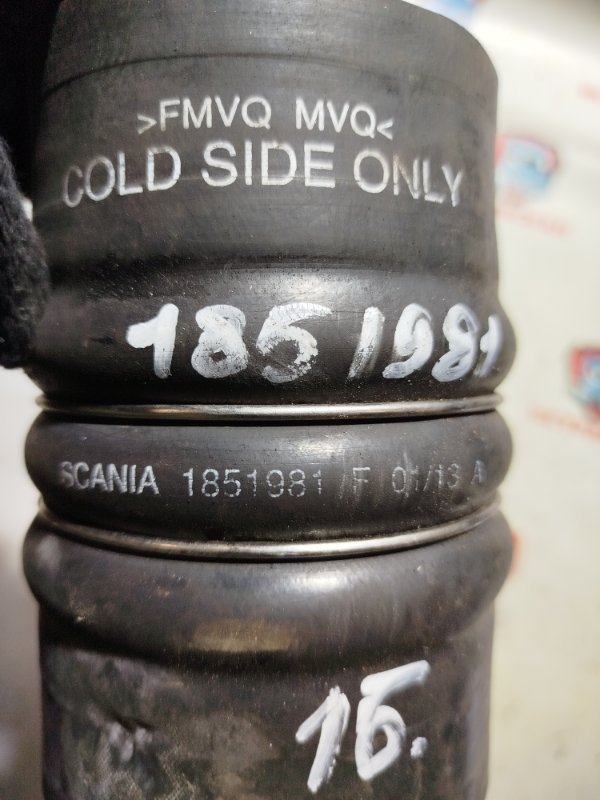 >FMVQ MVQ<
COLD SIDE ONLY
1851981
SCANIA 1851981 F 01/13 A
15.